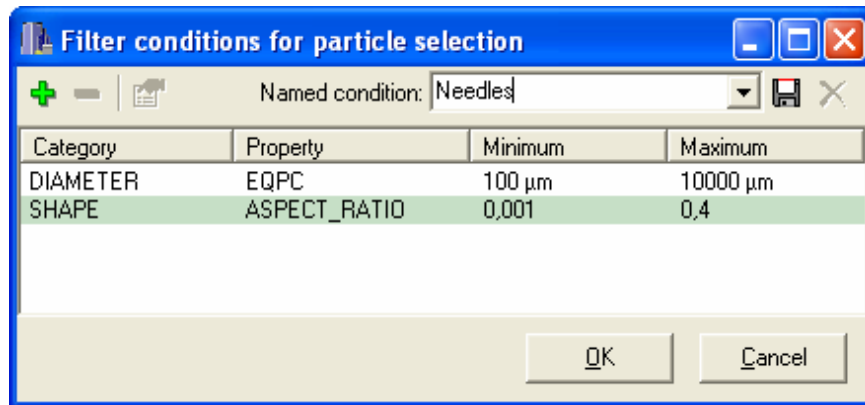 Filter conditions for particle selection
Named condition: Needles
Category Property Minimum Maximum
DIAMETER EQPC 100 µm 10000 µm
SHAPE ASPECT_RATIO 0,001 0,4
OK Cancel